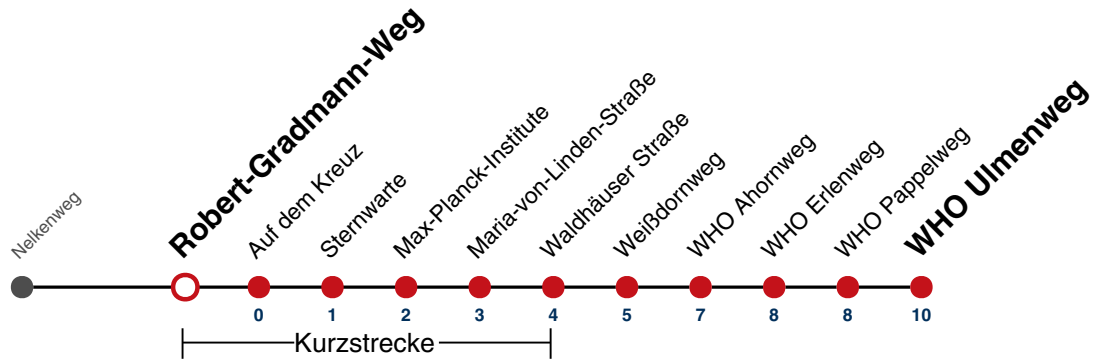 Nelkenweg
Robert-Gradmann-Weg
Auf dem Kreuz
Sternwarte
Max-Planck-Institute
Maria-von-Linden-Straße
Waldhäuser Straße
Weißdornweg
WHO Ahornweg
WHO Erlenweg
WHO Pappelweg
WHO Ulmenweg
0 1 2 3 4 5 7 8 8 10
Kurzstrecke